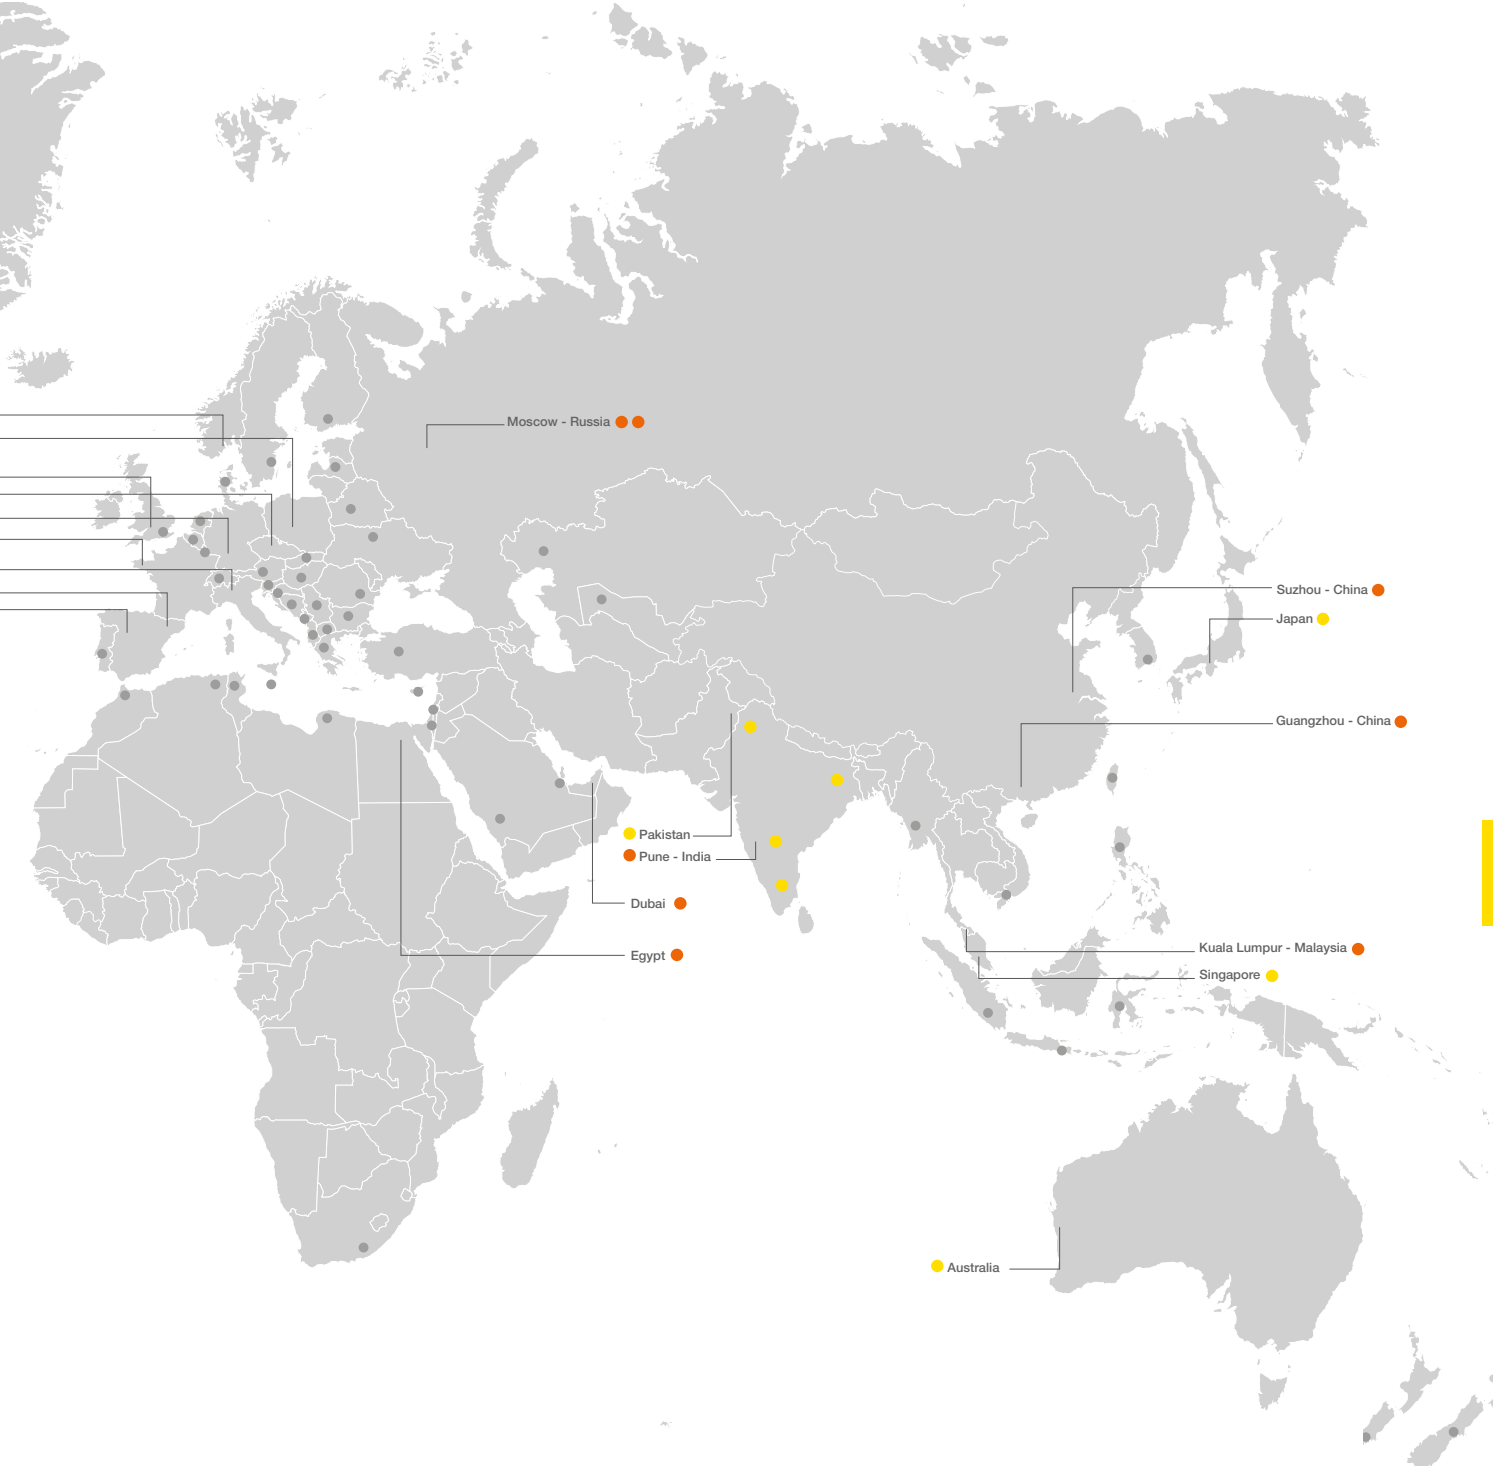 Moscow - Russia
Suzhou - China
Japan
Guangzhou - China
Pakistan
Pune - India
Dubai
Egypt
Kuala Lumpur - Malaysia
Singapore
Australia